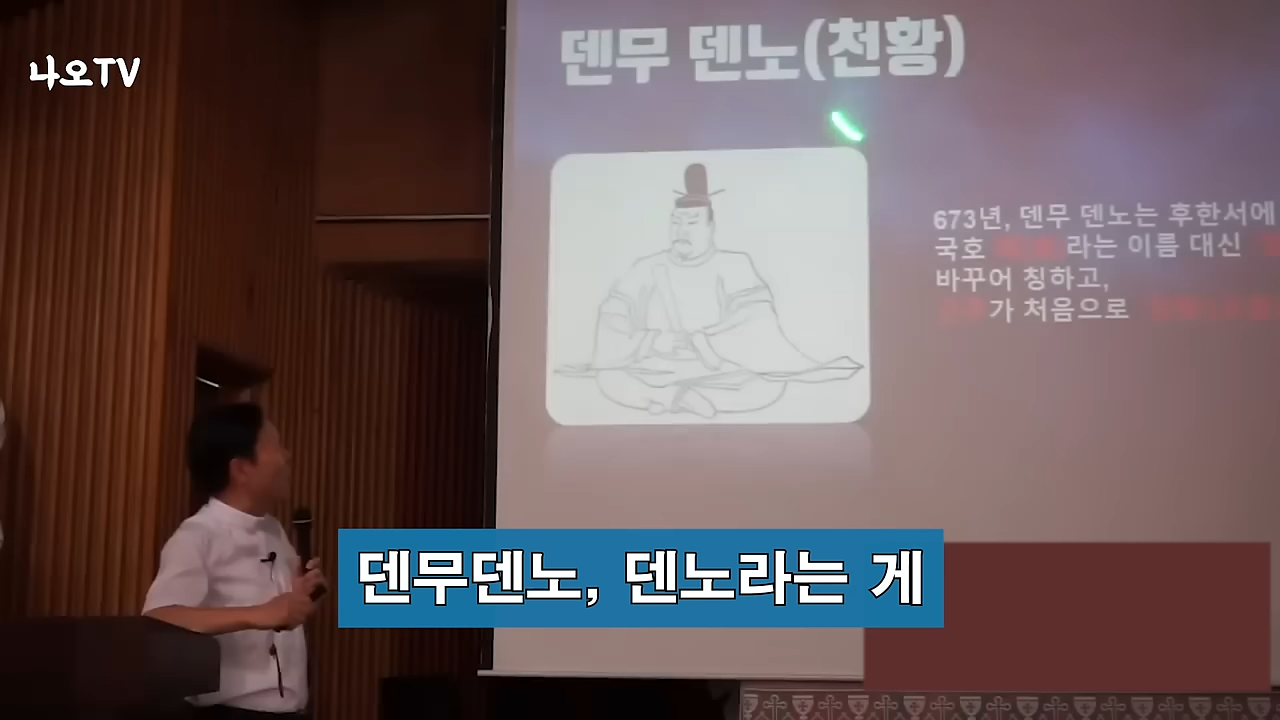 나오TV
덴무 덴노(천황)
673년, 덴무 덴노는 후한서에
국호 라는 이름 대신
바꾸어 칭하고,
가 처음으로
덴무덴노, 덴노라는 게